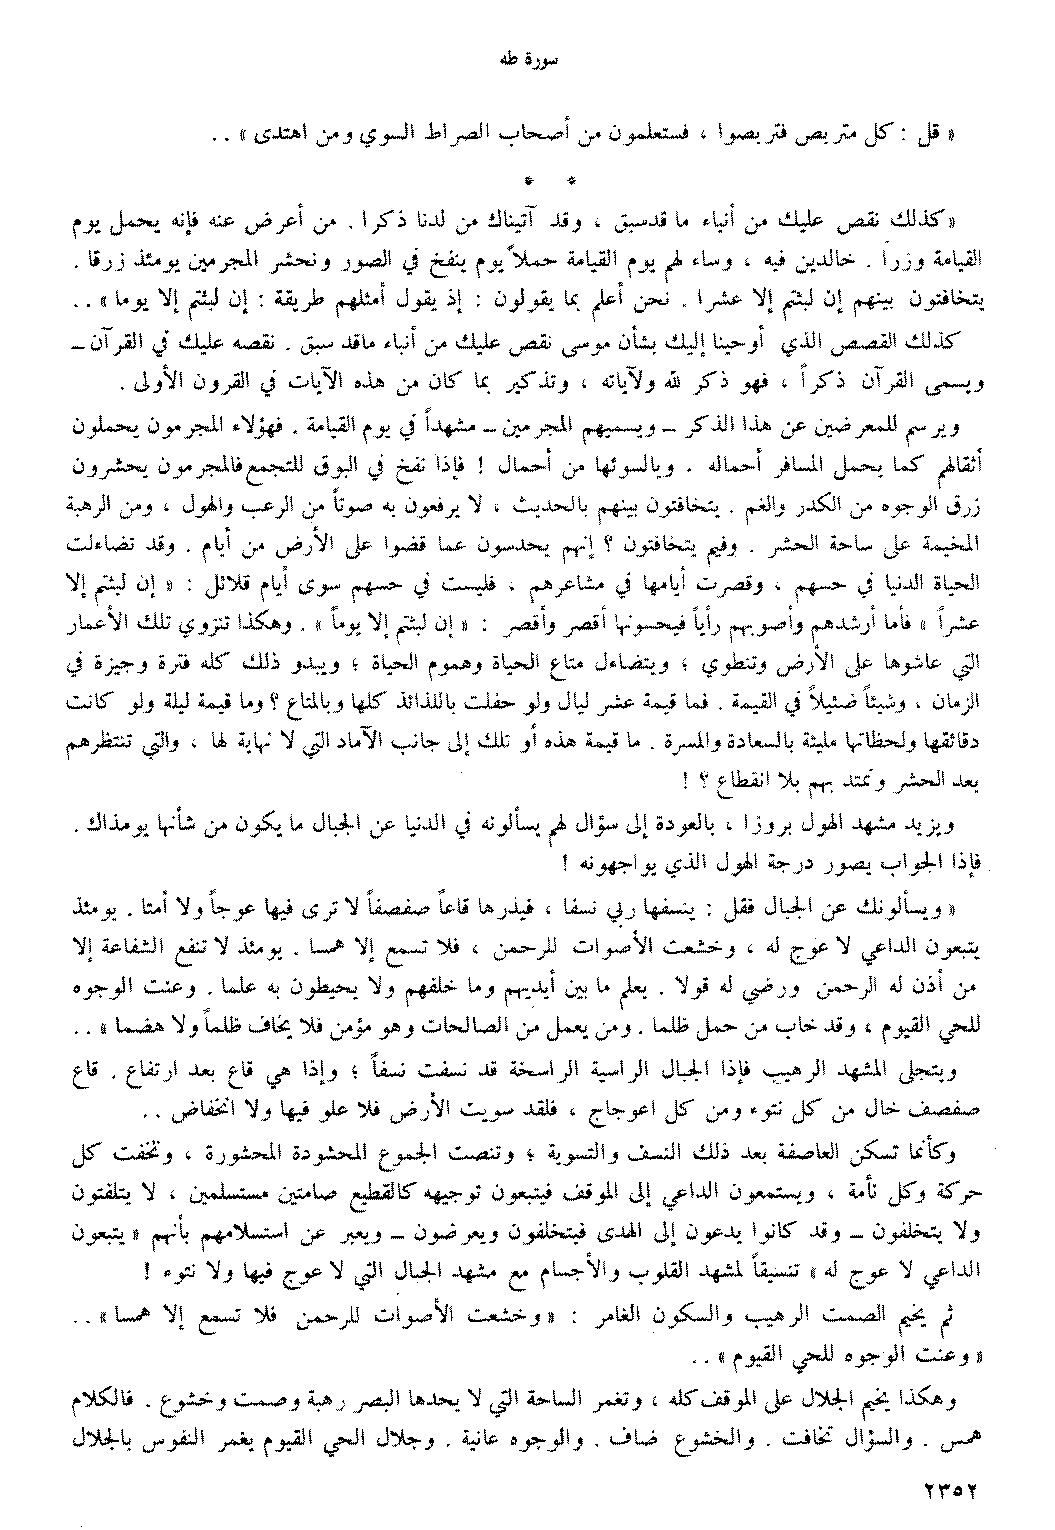 سورة طه
« قل : كل متربص فتربصوا ، فستعلمون من أصحاب الصراط السوي ومن اهتدى » ..
* *
« كذلك نقص عليك من أنباء ما قد سبق ، وقد آتيناك من لدنا ذكرا . من أعرض عنه فإنه يحمل يوم
القيامة وزراً . خالدين فيه ، وساء لهم يوم القيامة حملاً يوم ينفخ في الصور ونحشر المجرمين يومئذ زرقا .
يتخافتون بينهم إن لبثتم إلا عشرا . نحن أعلم بما يقولون : إذ يقول أمثلهم طريقة : إن لبثتم إلا يوما » ..
كذلك القصص الذي أوحينا إليك بشأن موسى نقص عليك من أنباء ماقد سبق . نقصه عليك في القرآن –
ويسمى القرآن ذكراً ، فهو ذكر لله ولآياته ، وتذكير بما كان من هذه الآيات في القرون الأولى .
ويرسم للمعرضين عن هذا الذكر – ويسميهم المجرمين – مشهداً في يوم القيامة . فهؤلاء المجرمون يحملون
أثقالهم كما يحمل المسافر أحماله . ويالسوئها من أحمال ! فإذا نفخ في البوق للتجمع فالمجرمون يحشرون
زرق الوجوه من الكدر والغم . يتخافتون بينهم بالحديث ، لا يرفعون به صوتاً من الرعب والهول ، ومن الرهبة
المخيمة على ساحة الحشر . وفيم يتخافتون ؟ إنهم يحدسون عما قضوا على الأرض من أيام . وقد تضاءلت
الحياة الدنيا في حسهم ، وقصرت أيامها في مشاعرهم ، فليست في حسهم سوى أيام قلائل : « إن لبثتم إلا
عشراً » فأما أرشدهم وأصوبهم رأياً فيحسونها أقصر وأقصر : « إن لبثتم إلا يوماً » . وهكذا تنزوي تلك الأعمار
التي عاشوها على الأرض وتنطوي ؛ ويتضاءل متاع الحياة وهموم الحياة ؛ ويبدو ذلك كله فترة وجيزة في
الزمان ، وشيئاً ضئيلاً في القيمة . فما قيمة عشر ليال ولو حفلت باللذائذ كلها وبالمتاع ؟ وما قيمة ليلة ولو كانت
دقائقها ولحظاتها مليئة بالسعادة والمسرة . ما قيمة هذه أو تلك إلى جانب الآماد التي لا نهاية لها ، والتي تنتظرهم
بعد الحشر وتمتد بهم بلا انقطاع ؟ !
ويزيد مشهد الهول بروزا ، بالعودة إلى سؤال لهم يسألونه في الدنيا عن الجبال ما يكون من شأنها يومذاك .
فإذا الجواب يصور درجة الهول الذي يواجهونه !
« ويسألونك عن الجبال فقل : ينسفها ربي نسفا ، فيذرها قاعاً صفصفاً لا ترى فيها عوجاً ولا أمتا . يومئذ
يتبعون الداعي لا عوج له ، وخشعت الأصوات للرحمن ، فلا تسمع إلا همسا . يومئذ لا تنفع الشفاعة إلا
من أذن له الرحمن ورضي له قولا . يعلم ما بين أيديهم وما خلفهم ولا يحيطون به علما . وعنت الوجوه
للحي القيوم ، وقد خاب من حمل ظلما . ومن يعمل من الصالحات وهو مؤمن فلا يخاف ظلماً ولا هضما » ..
ويتجلى المشهد الرهيب فإذا الجبال الراسية الراسخة قد نسفت نسفاً ؛ وإذا هي قاع بعد ارتفاع . قاع
صفصف خال من كل نتوء ومن كل اعوجاج ، فلقد سويت الأرض فلا علو فيها ولا انخفاض ..
وكأنما تسكن العاصفة بعد ذلك النسف والتسوية ؛ وتنصت الجموع المحشودة المحشورة ، وتخفت كل
حركة وكل نأمة ، ويستمعون الداعي إلى الموقف فيتبعون توجيهه كالقطيع صامتين مستسلمين ، لا يتلفتون
ولا يتخلفون – وقد كانوا يدعون إلى الهدى فيتخلفون ويعرضون – ويعبر عن استسلامهم بأنهم « يتبعون
الداعي لا عوج له » تنسيقاً لمشهد القلوب والأجسام مع مشهد الجبال التي لا عوج فيها ولا نتوء !
ثم يخيم الصمت الرهيب والسكون الغامر : « وخشعت الأصوات للرحمن فلا تسمع إلا همسا » ..
« وعنت الوجوه للحي القيوم » ..
وهكذا يخيم الجلال على الموقف كله ، وتغمر الساحة التي لا يحدها البصر رهبة وصمت وخشوع . فالكلام
همس . والسؤال تخافت . والخشوع ضاف . والوجوه عانية . وجلال الحي القيوم يغمر النفوس بالجلال
٢٣٥٢